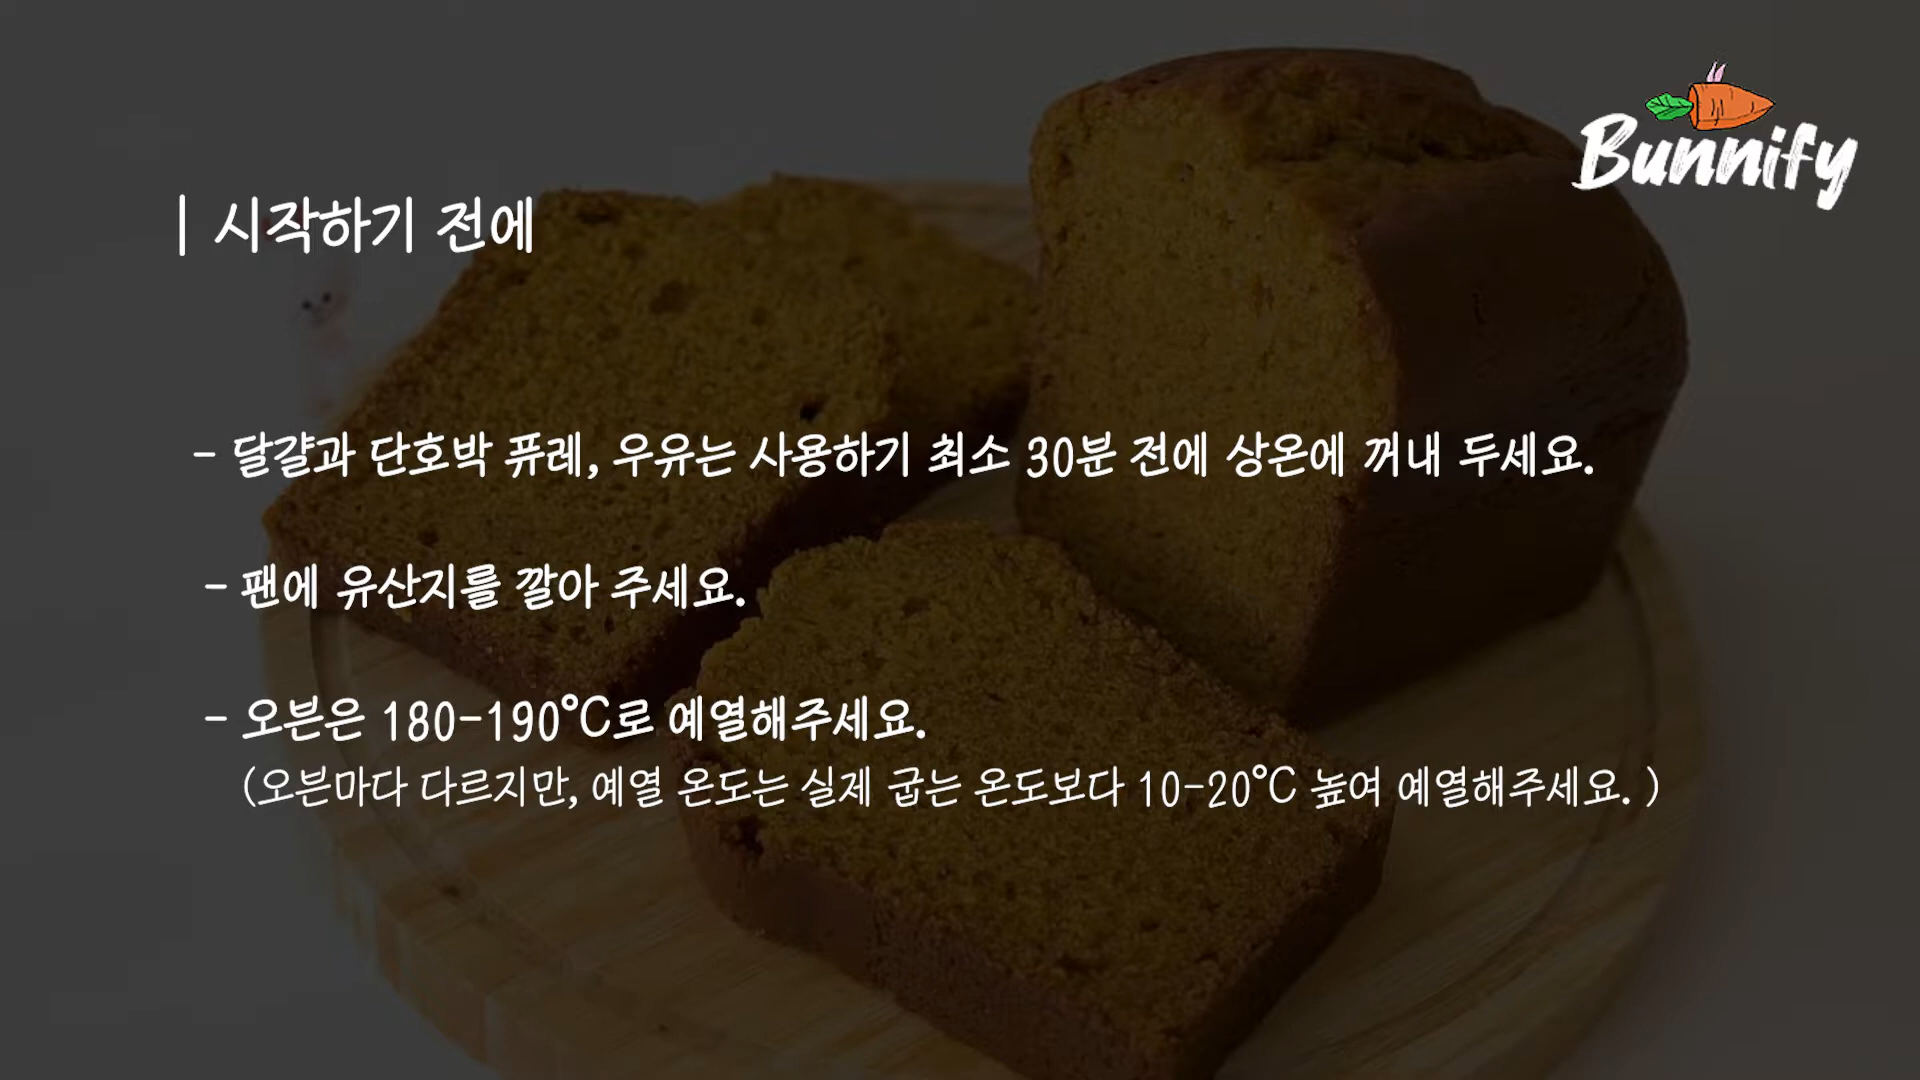 Bunnify
| 시작하기 전에
- 달걀과 단호박 퓨레, 우유는 사용하기 최소 30분 전에 상온에 꺼내 두세요.
- 팬에 유산지를 깔아 주세요.
- 오븐은 180-190°C로 예열해주세요.
(오븐마다 다르지만, 예열 온도는 실제 굽는 온도보다 10-20°C 높여 예열해주세요. )